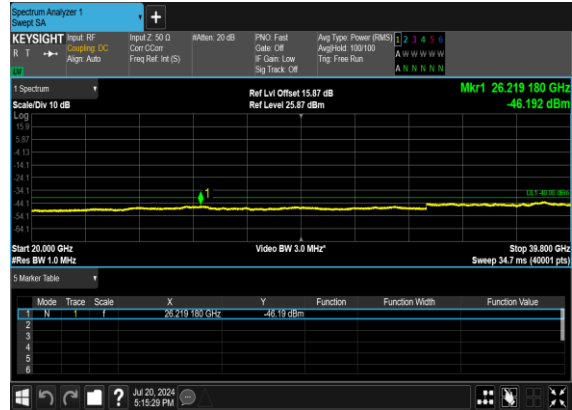 Spectrum Analyzer 1
Swept SA
+
KEYSIGHT Input: RF Input Z: 50 Ω #Atten: 20 dB PNO: Fast Avg Type: Power (RMS) 1 2 3 4 5 6
R T Coupling: DC Corr CCorr Gate: Off Avg|Hold: 100/100 A W W W W W
Align: Auto Freq Ref: Int (S) IF Gain: Low Trig: Free Run
Sig Track: Off A N N N N N
1 Spectrum Ref Lvl Offset 15.87 dB Mkr1 26.219 180 GHz
Scale/Div 10 dB Ref Level 25.87 dBm -46.192 dBm
Log
15.9
5.87
-4.13
-14.1
-24.1
-34.1 1 DL1 -40.00 dBm
-44.1
-54.1
-64.1
Start 20.000 GHz Video BW 3.0 MHz* Stop 39.800 GHz
#Res BW 1.0 MHz Sweep 34.7 ms (40001 pts)
5 Marker Table
Mode Trace Scale X Y Function Function Width Function Value
1 N 1 f 26.219 180 GHz -46.19 dBm
2
3
4
5
6
? Jul 20, 2024
5:15:29 PM